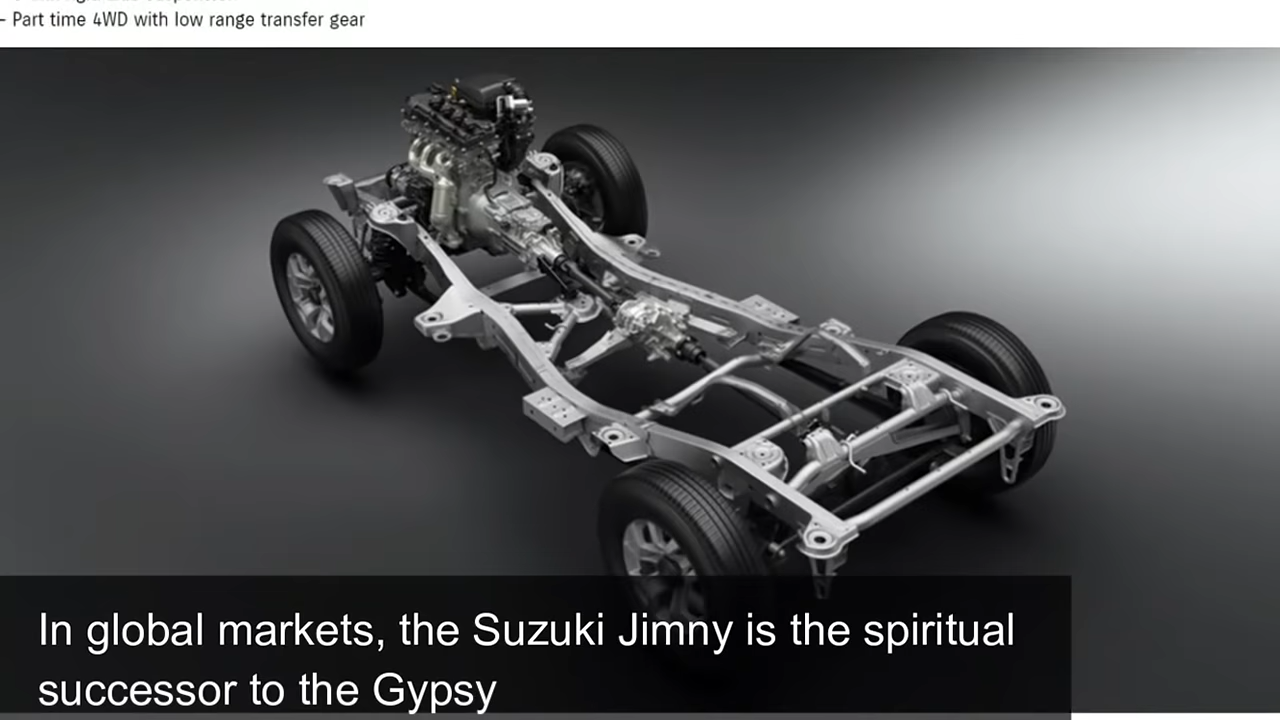 - Part time 4WD with low range transfer gear
In global markets, the Suzuki Jimny is the spiritual
successor to the Gypsy